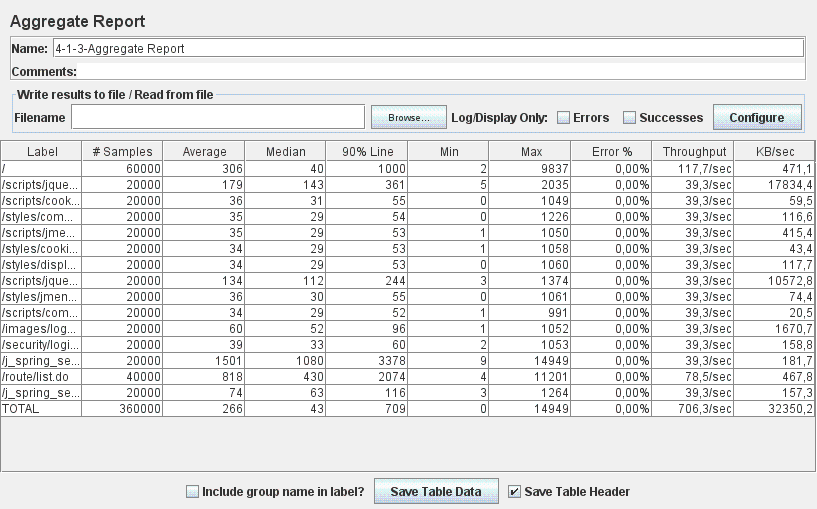 Aggregate Report
Name: 4-1-3-Aggregate Report
Comments:
Write results to file / Read from file
Filename Browse... Log/Display Only: Errors Successes Configure
Label # Samples Average Median 90% Line Min Max Error % Throughput KB/sec
/ 60000 306 40 1000 2 9837 0,00% 117,7/sec 471,1
/scripts/jque... 20000 179 143 361 5 2035 0,00% 39,3/sec 17834,4
/scripts/cook... 20000 36 31 55 0 1049 0,00% 39,3/sec 59,5
/styles/com... 20000 35 29 54 0 1226 0,00% 39,3/sec 116,6
/scripts/jme... 20000 35 29 53 1 1050 0,00% 39,3/sec 415,4
/styles/cooki... 20000 34 29 53 1 1058 0,00% 39,3/sec 43,4
/styles/displ... 20000 34 29 53 0 1060 0,00% 39,3/sec 117,7
/scripts/jque... 20000 134 112 244 3 1374 0,00% 39,3/sec 10572,8
/styles/jmen... 20000 36 30 55 0 1061 0,00% 39,3/sec 74,4
/scripts/com... 20000 34 29 52 1 991 0,00% 39,3/sec 20,5
/images/log... 20000 60 52 96 1 1052 0,00% 39,3/sec 1670,7
/security/logi... 20000 39 33 60 2 1053 0,00% 39,3/sec 158,8
/j_spring_se... 20000 1501 1080 3378 9 14949 0,00% 39,3/sec 181,7
/route/list.do 40000 818 430 2074 4 11201 0,00% 78,5/sec 467,8
/j_spring_se... 20000 74 63 116 3 1264 0,00% 39,3/sec 157,3
TOTAL 360000 266 43 709 0 14949 0,00% 706,3/sec 32350,2
Include group name in label? Save Table Data Save Table Header